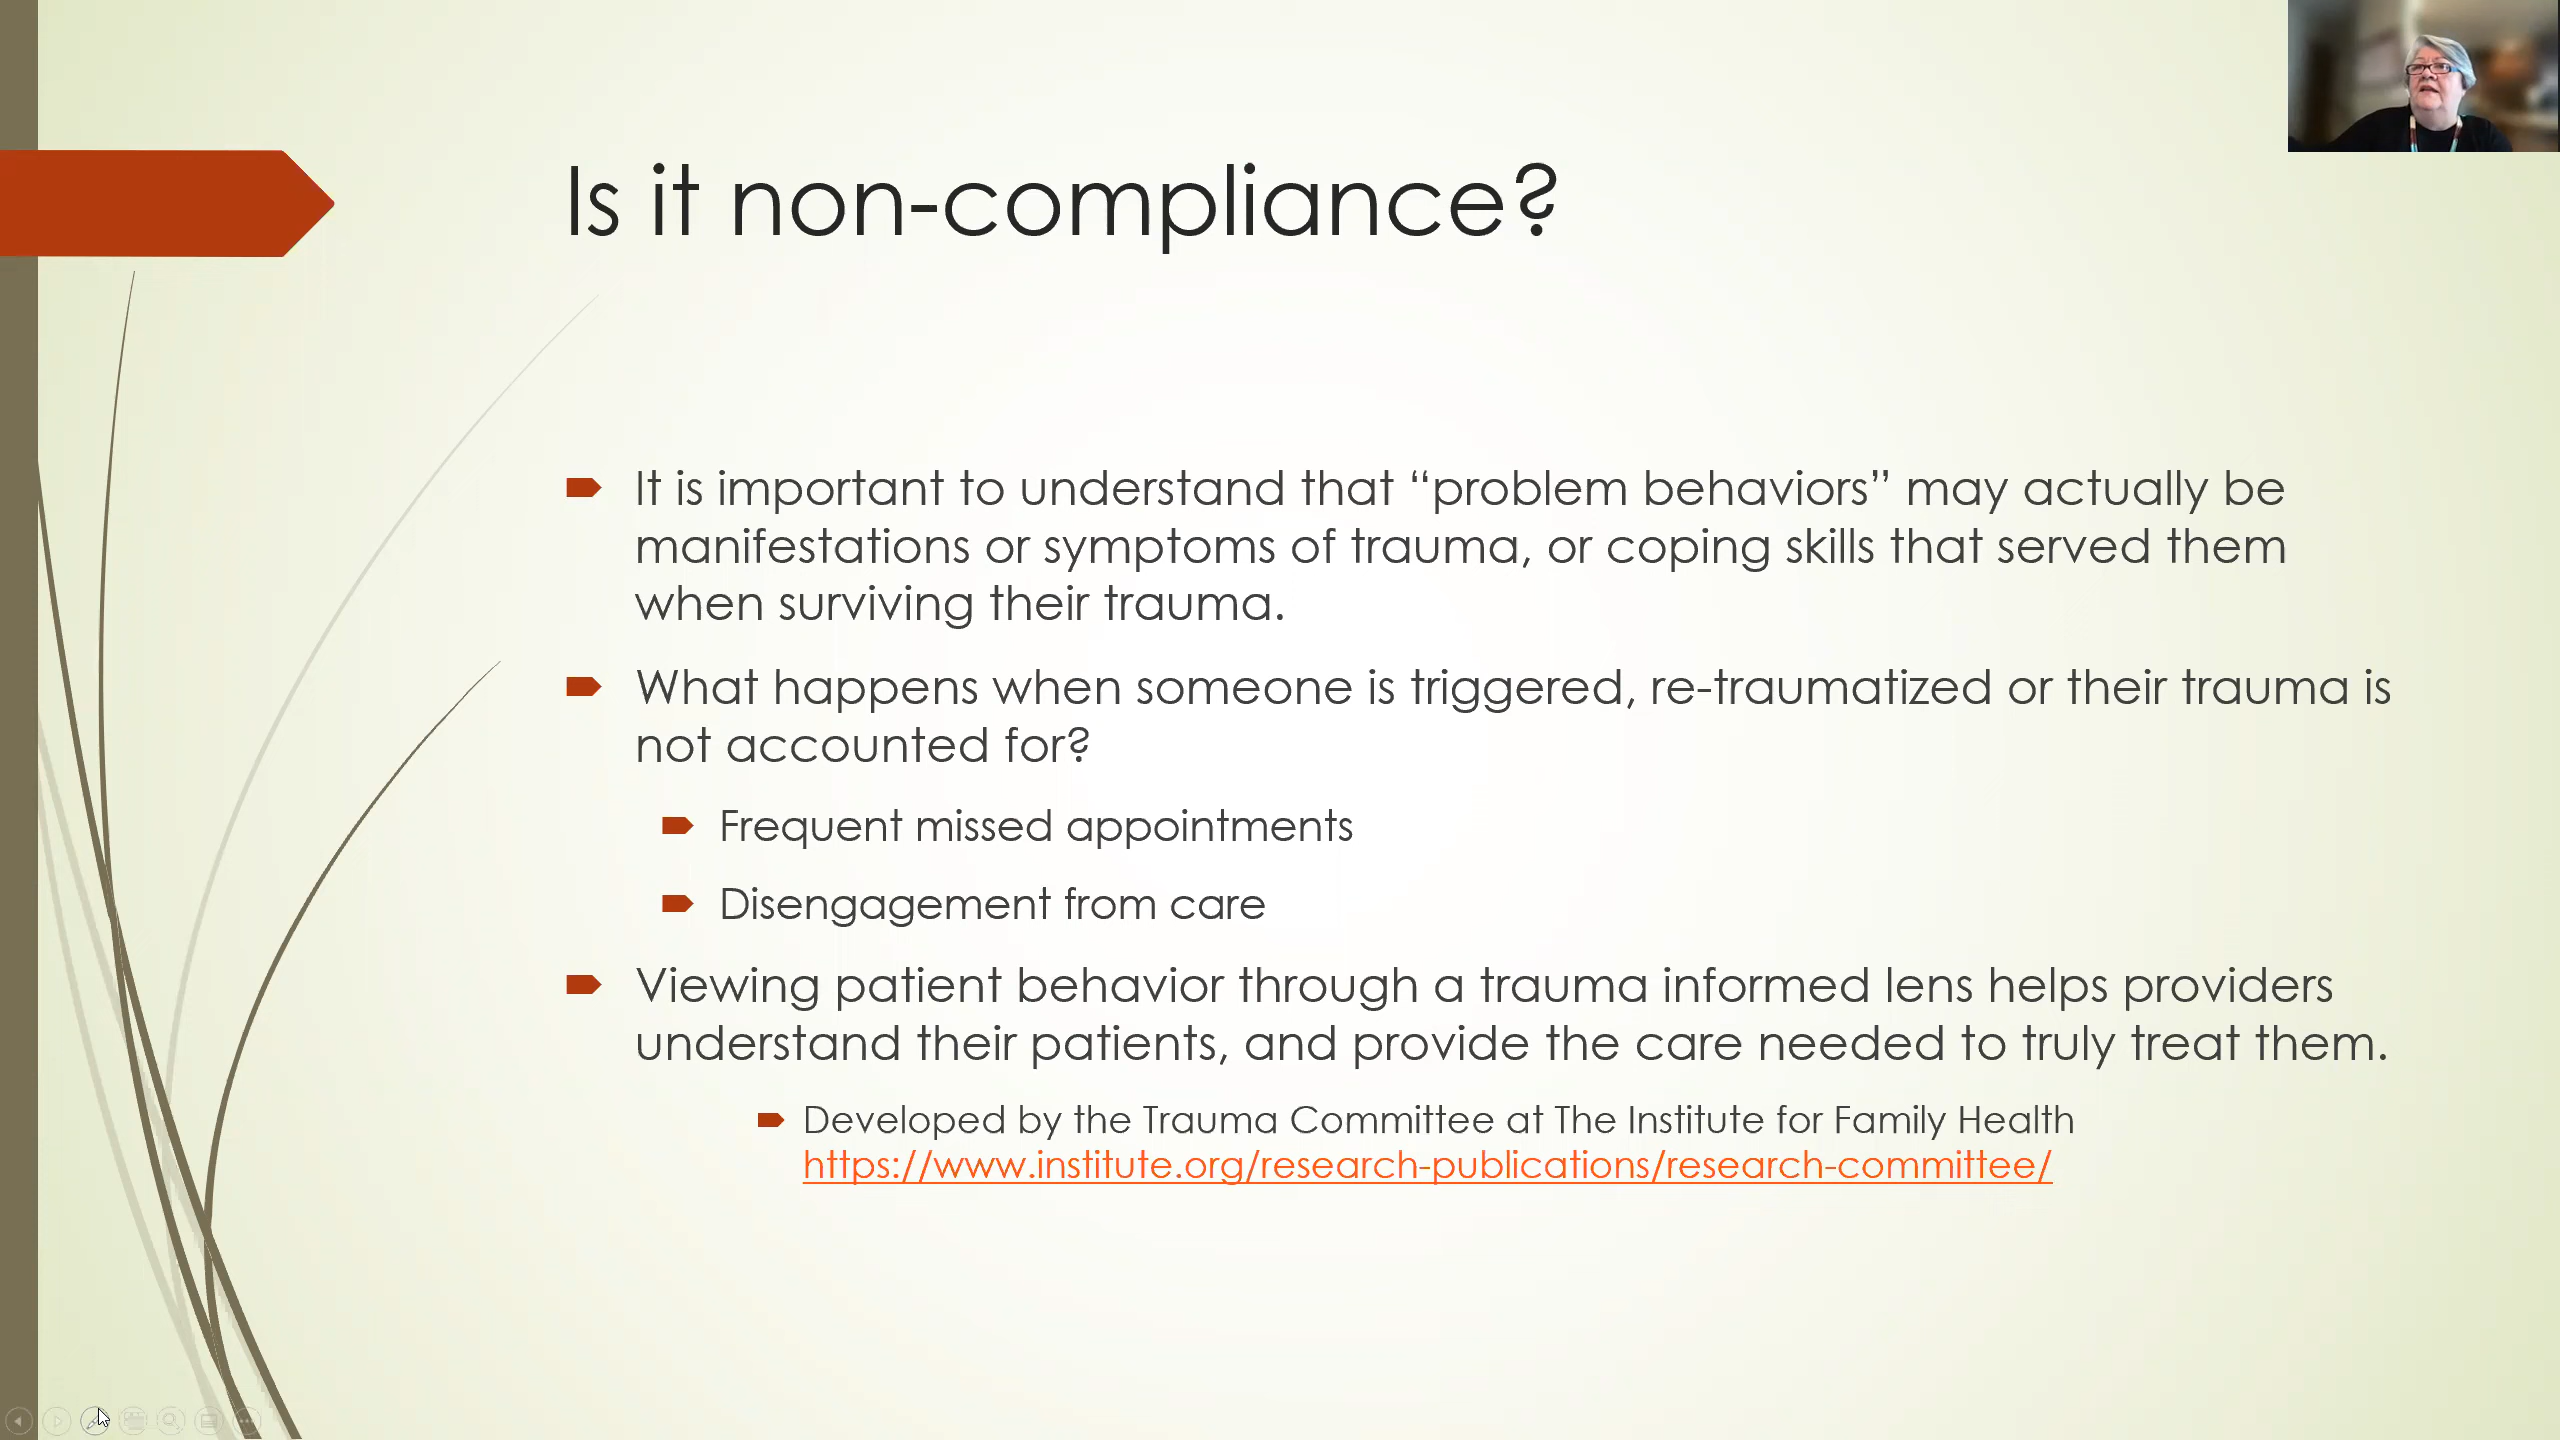 Is it non-compliance?
It is important to understand that “problem behaviors” may actually be
manifestations or symptoms of trauma, or coping skills that served them
when surviving their trauma.
What happens when someone is triggered, re-traumatized or their trauma is
not accounted for?
Frequent missed appointments
Disengagement from care
Viewing patient behavior through a trauma informed lens helps providers
understand their patients, and provide the care needed to truly treat them.
Developed by the Trauma Committee at The Institute for Family Health
https://www.institute.org/research-publications/research-committee/